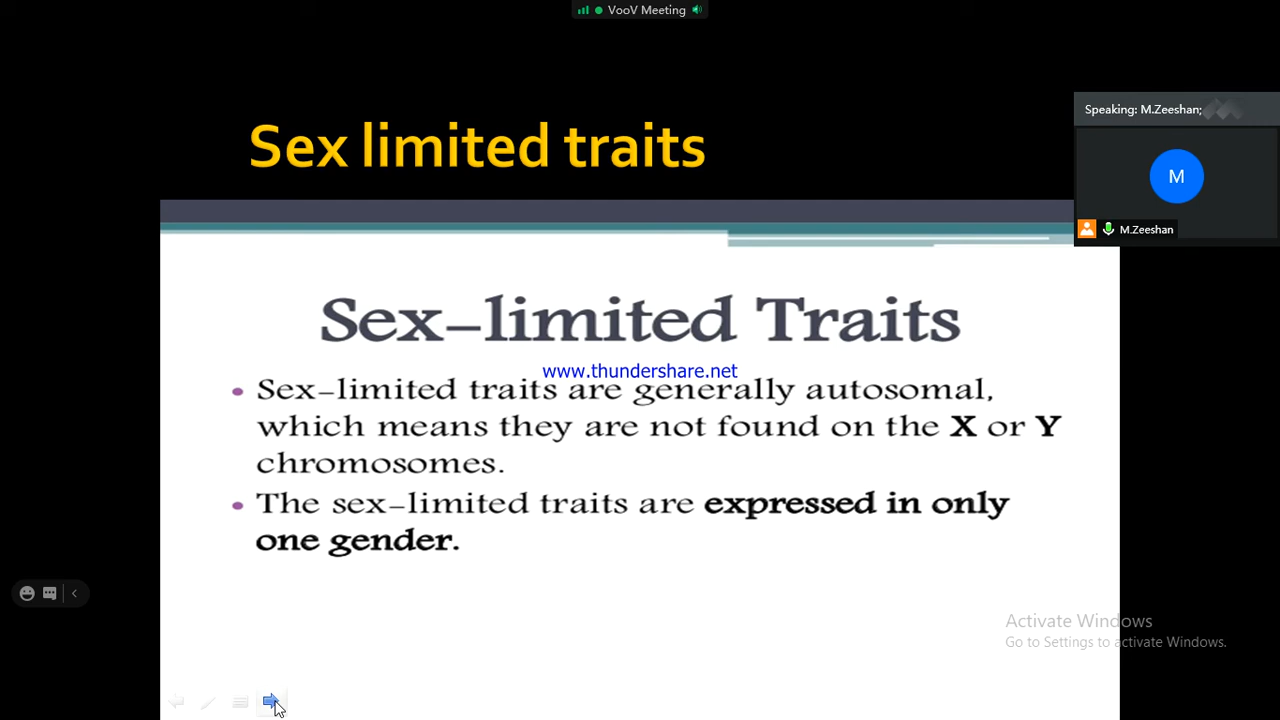 VooV Meeting
Speaking: M.Zeeshan;
M
M.Zeeshan
Sex limited traits
Sex-limited Traits
www.thundershare.net
• Sex-limited traits are generally autosomal,
which means they are not found on the X or Y
chromosomes.
• The sex-limited traits are expressed in only
one gender.
Activate Windows
Go to Settings to activate Windows.